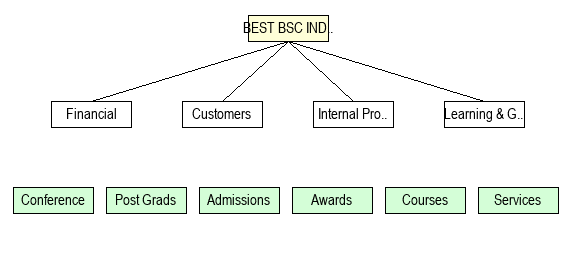 BEST BSC IND..
Financial
Customers
Internal Pro..
Learning & G..
Conference
Post Grads
Admissions
Awards
Courses
Services